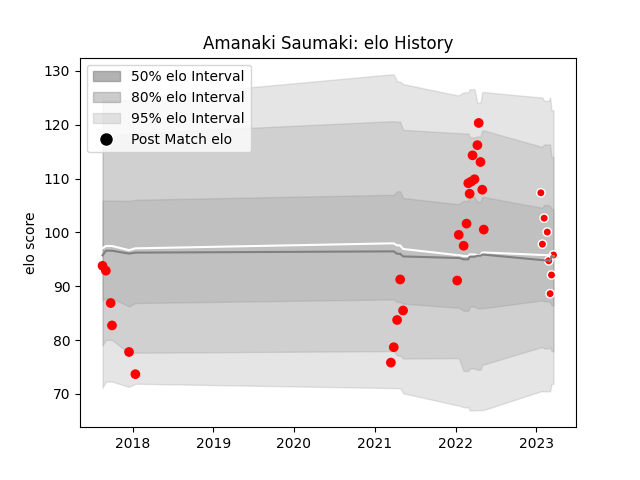 Amanaki Saumaki: elo History
50% elo Interval
80% elo Interval
95% elo Interval
Post Match elo
elo score
130
120
110
100
90
80
70
2018
2019
2020
2021
2022
2023